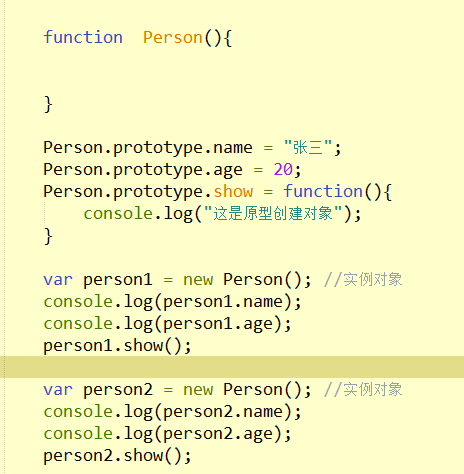 function  Person(){
}
Person.prototype.name = "张三";
Person.prototype.age = 20;
Person.prototype.show = function(){
    console.log("这是原型创建对象");
}
var person1 = new Person(); //实例对象
console.log(person1.name);
console.log(person1.age);
person1.show();
var person2 = new Person(); //实例对象
console.log(person2.name);
console.log(person2.age);
person2.show();